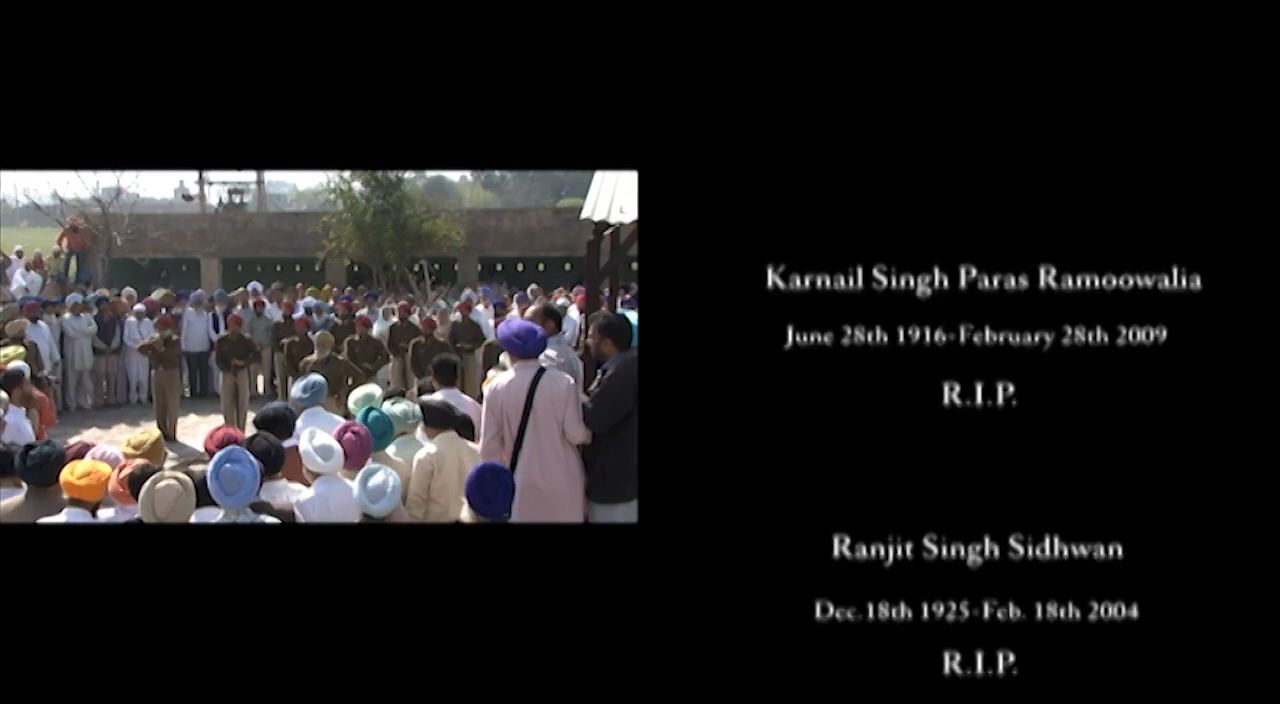 Karnail Singh Paras Ramoowalia
June 28th 1916-February 28th 2009
R.I.P.
Ranjit Singh Sidhwan
Dec.18th 1925-Feb. 18th 2004
R.I.P.